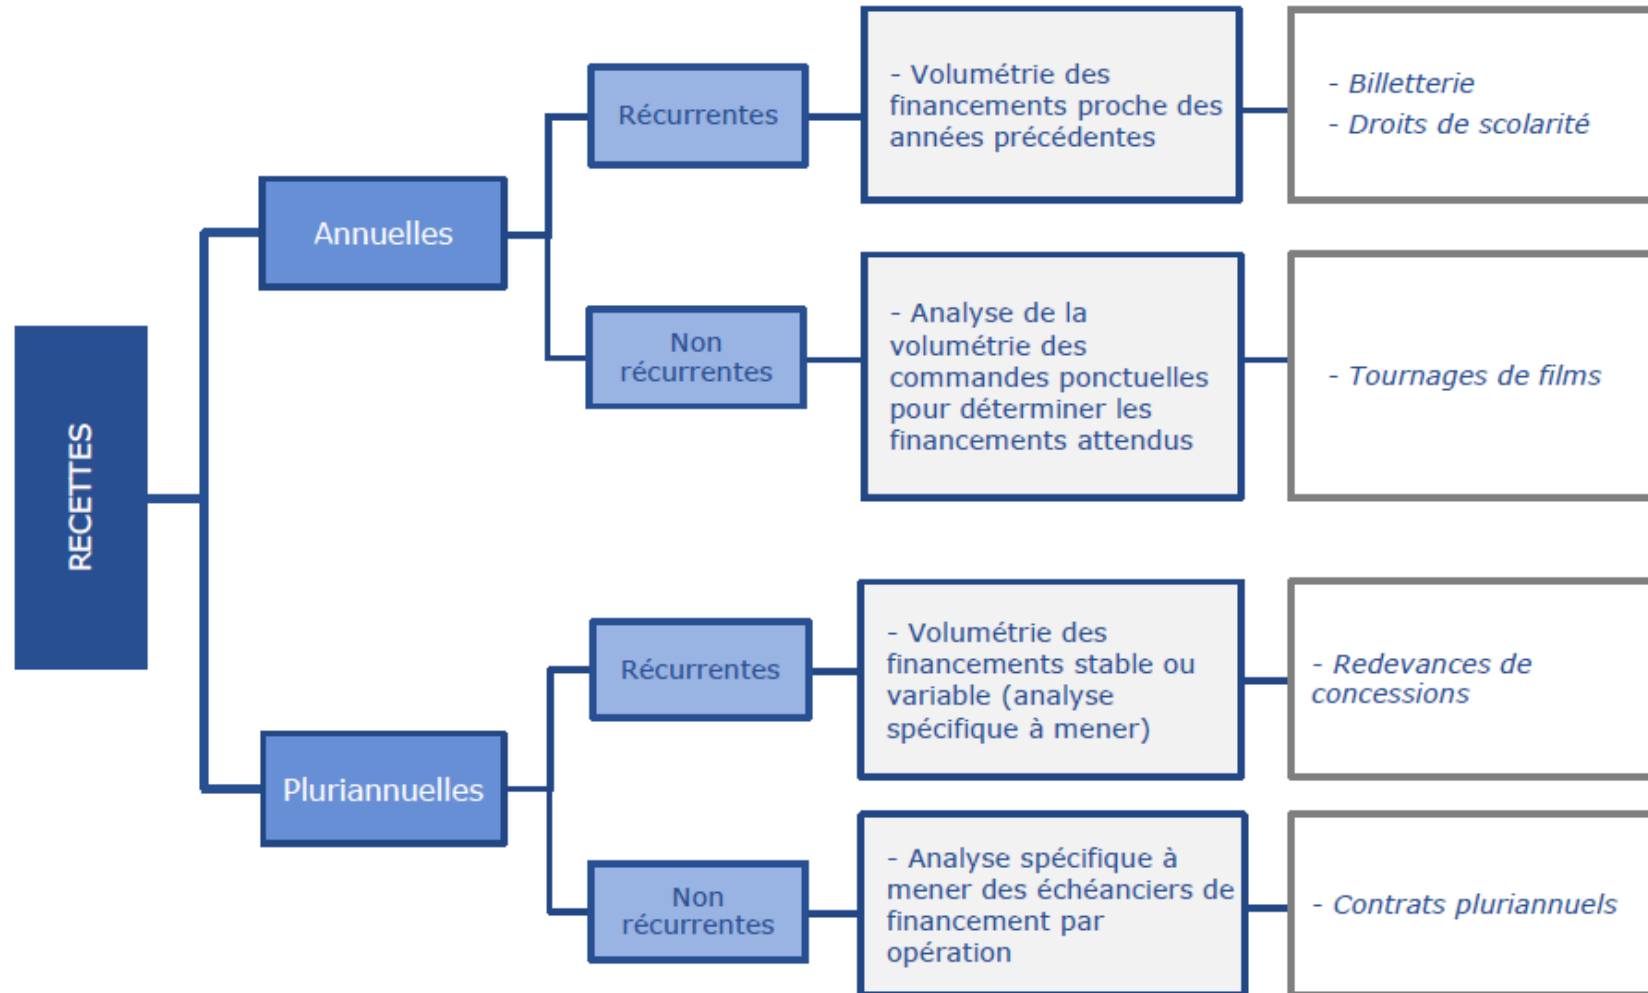 RECETTES
Annuelles
Récurrentes
- Volumétrie des
financements proche des
années précédentes
- Billetterie
- Droits de scolarité
Non
récurrentes
- Analyse de la
volumétrie des
commandes ponctuelles
pour déterminer les
financements attendus
- Tournages de films
Pluriannuelles
Récurrentes
- Volumétrie des
financements stable ou
variable (analyse
spécifique à mener)
- Redevances de
concessions
Non
récurrentes
- Analyse spécifique à
mener des échéanciers de
financement par
opération
- Contrats pluriannuels